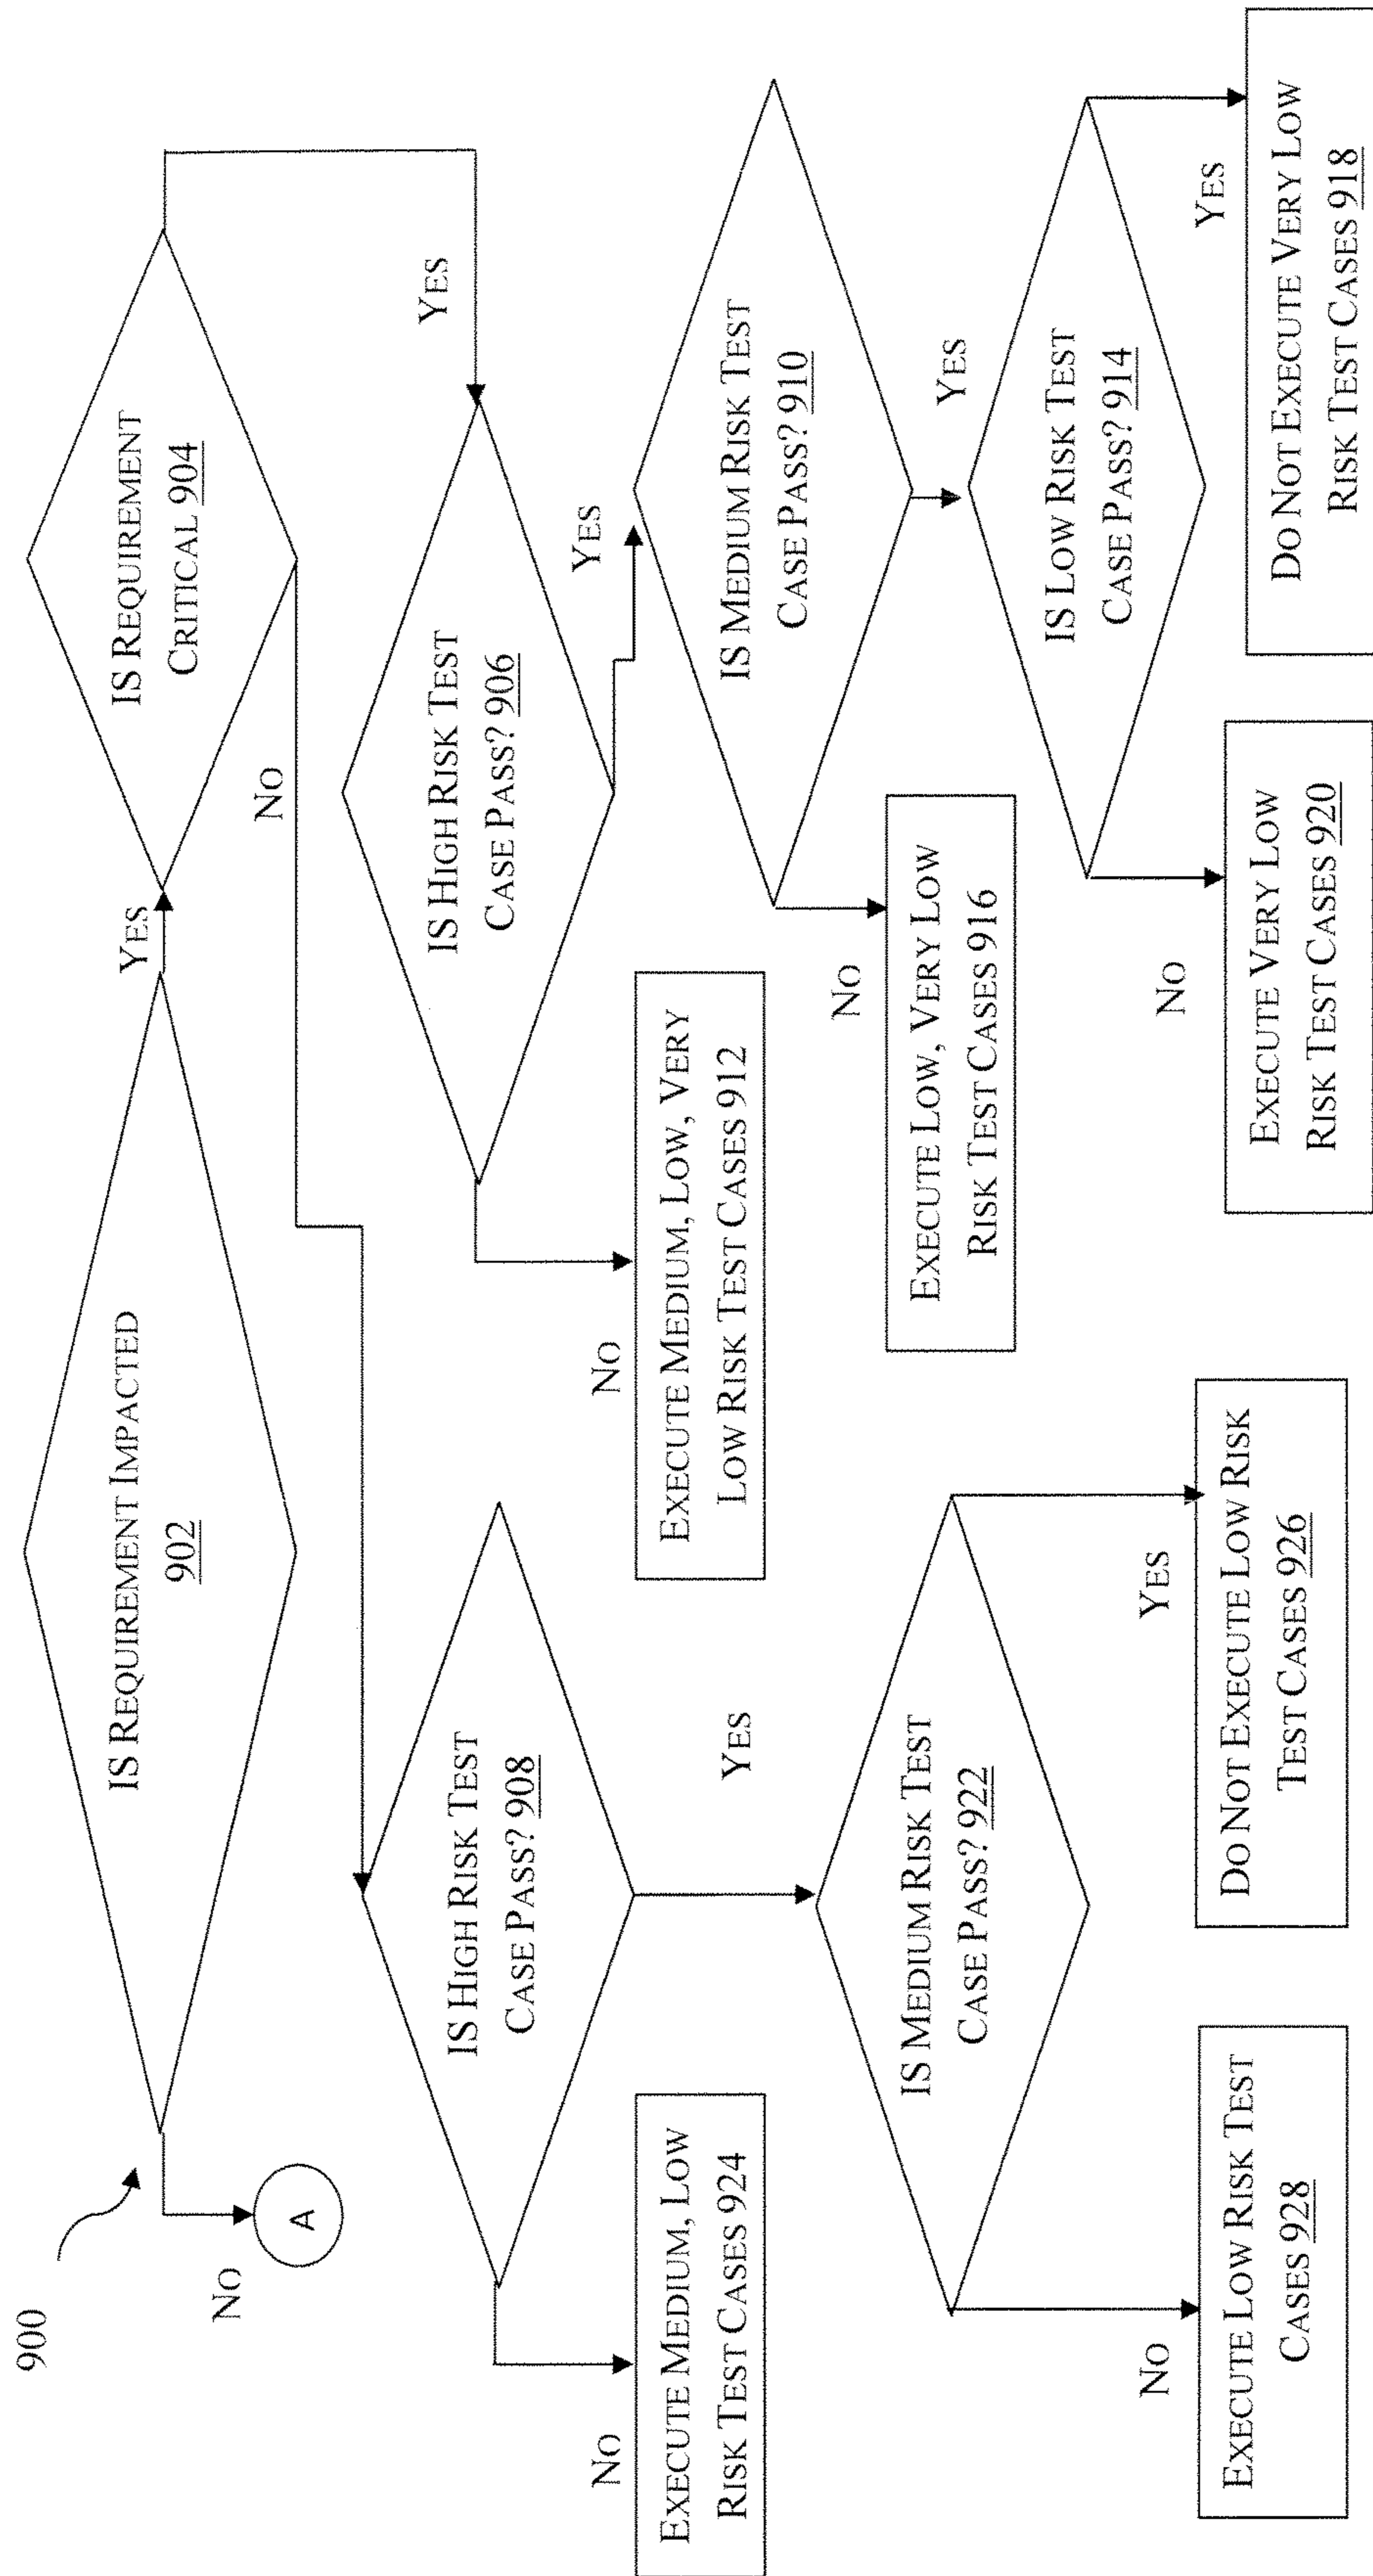 900
IS REQUIREMENT IMPACTED
902
YES
NO
A
IS REQUIREMENT
CRITICAL 904
YES
NO
IS HIGH RISK TEST
CASE PASS? 908
IS HIGH RISK TEST
CASE PASS? 906
NO
YES
NO
YES
EXECUTE MEDIUM, LOW
RISK TEST CASES 924
EXECUTE MEDIUM, LOW, VERY
LOW RISK TEST CASES 912
IS MEDIUM RISK TEST
CASE PASS? 910
IS MEDIUM RISK TEST
CASE PASS? 922
NO
YES
EXECUTE LOW, VERY LOW
RISK TEST CASES 916
IS LOW RISK TEST
CASE PASS? 914
NO
YES
NO
YES
EXECUTE LOW RISK TEST
CASES 928
DO NOT EXECUTE LOW RISK
TEST CASES 926
EXECUTE VERY LOW
RISK TEST CASES 920
DO NOT EXECUTE VERY LOW
RISK TEST CASES 918